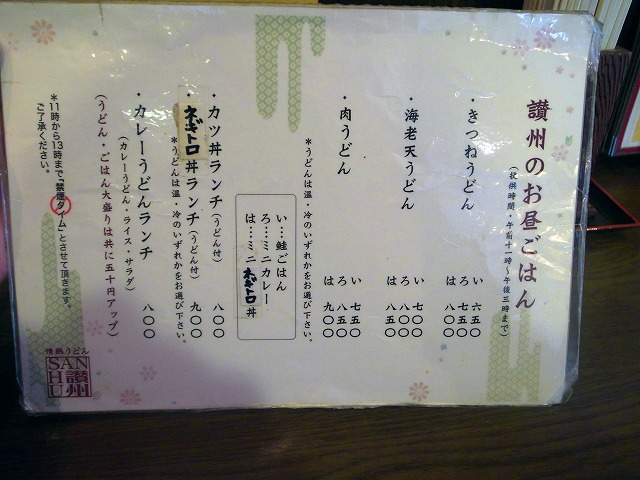 讃州のお昼ごはん
(提供時間・午前十一時～午後三時まで)
・きつねうどん
い 六五〇
ろ 七五〇
は 八五〇
・海老天うどん
い 七〇〇
ろ 八〇〇
は 八五〇
・肉うどん
い 七五〇
ろ 八五〇
は 九〇〇
*うどんは温・冷のいずれかをお選び下さい。
い…鮭ごはん
ろ…ミニカレー
は…ミニネギトロ丼
・カツ丼ランチ(うどん付) 八〇〇
・ネギトロ丼ランチ(うどん付) 九〇〇
*うどんは温・冷のいずれかをお選び下さい。
・カレーうどんランチ 八〇〇
(カレーうどん・ライス・サラダ)
(うどん・ごはん大盛りは共に五十円アップ)
*11時から13時まで「禁煙タイム」とさせて頂きます。
ご了承ください。
情熱うどん
SAN
HU
讃州